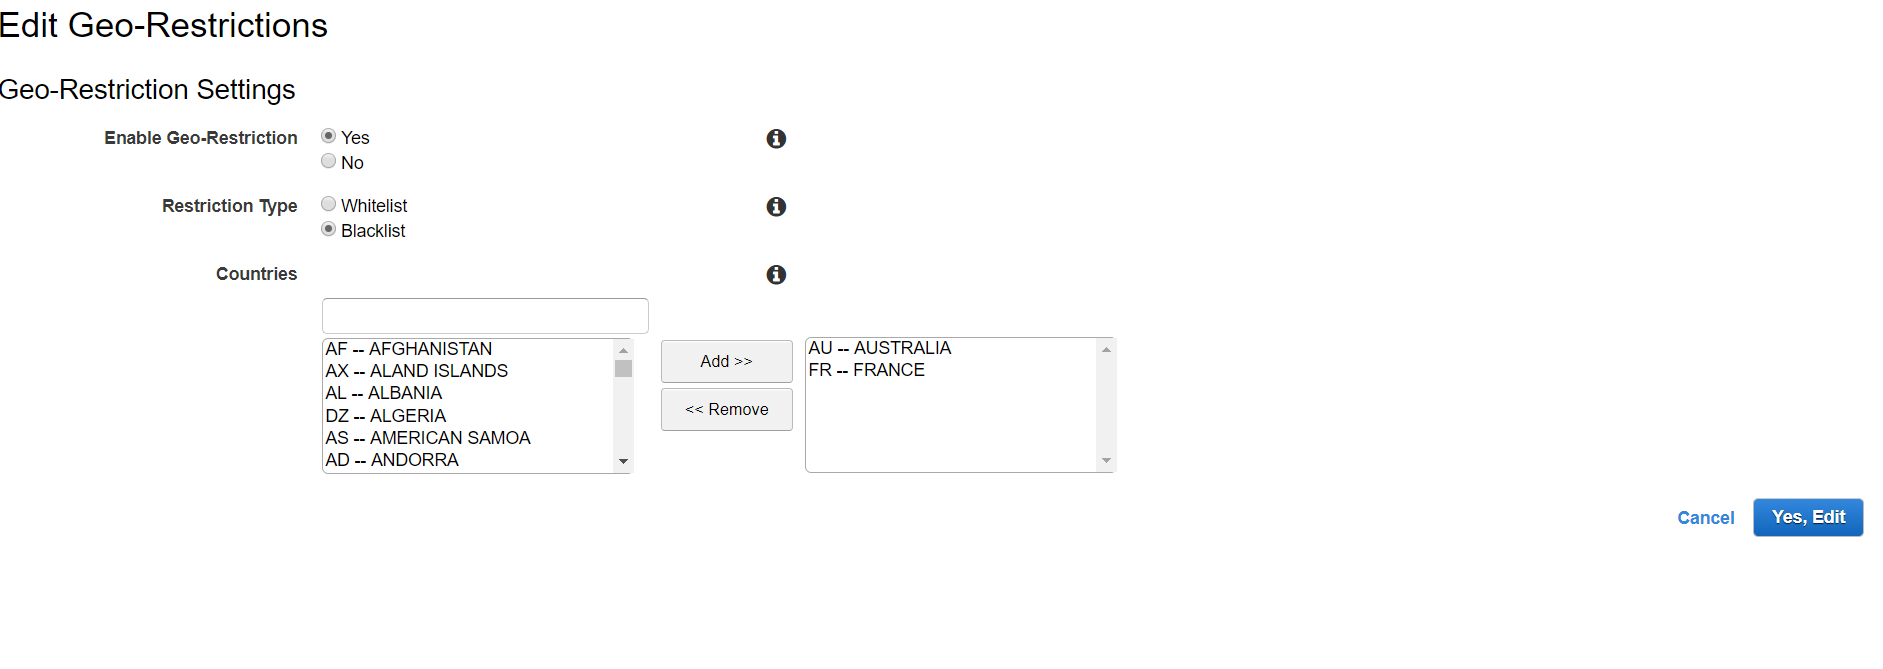 Edit Geo-Restrictions
Geo-Restriction Settings
Enable Geo-Restriction
Yes
No
Restriction Type
Whitelist
Blacklist
Countries
AF -- AFGHANISTAN
AX -- ALAND ISLANDS
AL -- ALBANIA
DZ -- ALGERIA
AS -- AMERICAN SAMOA
AD -- ANDORRA
Add >>
<< Remove
AU -- AUSTRALIA
FR -- FRANCE
Cancel
Yes, Edit